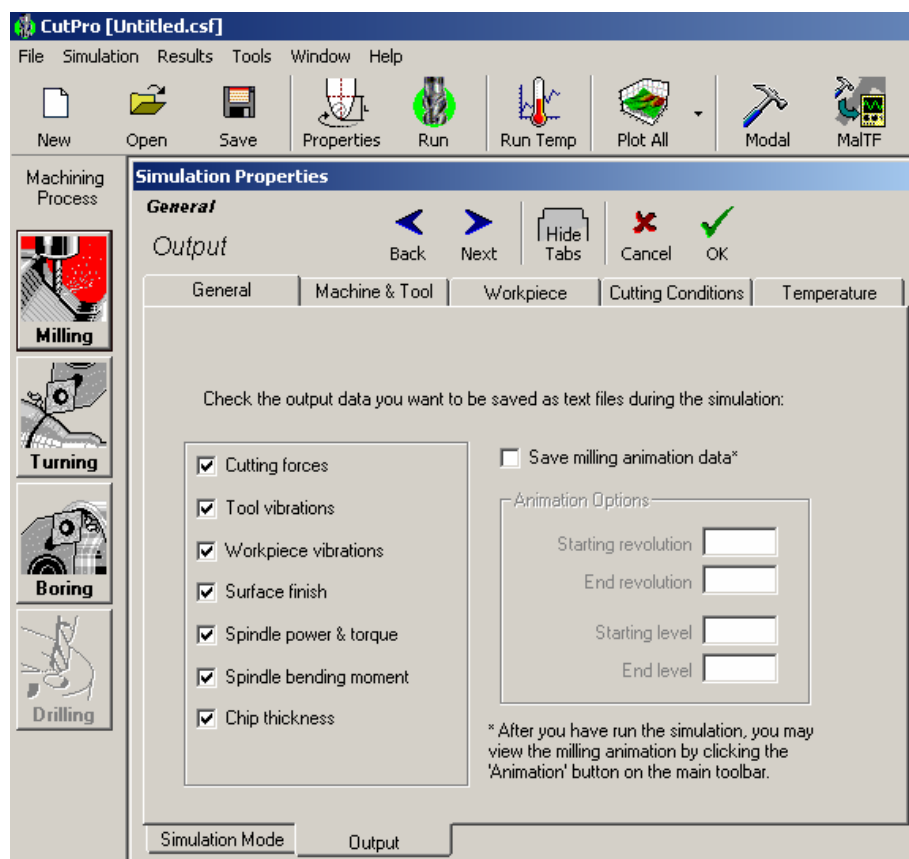 CutPro [Untitled.csf]
File Simulation Results Tools Window Help
New Open Save Properties Run Run Temp Plot All Modal MalTF
Machining
Process
Milling
Turning
Boring
Drilling
Simulation Properties
General
Output
Back Next Hide
Tabs Cancel OK
General Machine & Tool Workpiece Cutting Conditions Temperature
Check the output data you want to be saved as text files during the simulation:
Cutting forces
Tool vibrations
Workpiece vibrations
Surface finish
Spindle power & torque
Spindle bending moment
Chip thickness
Save milling animation data*
Animation Options
Starting revolution
End revolution
Starting level
End level
* After you have run the simulation, you may
view the milling animation by clicking the
'Animation' button on the main toolbar.
Simulation Mode Output